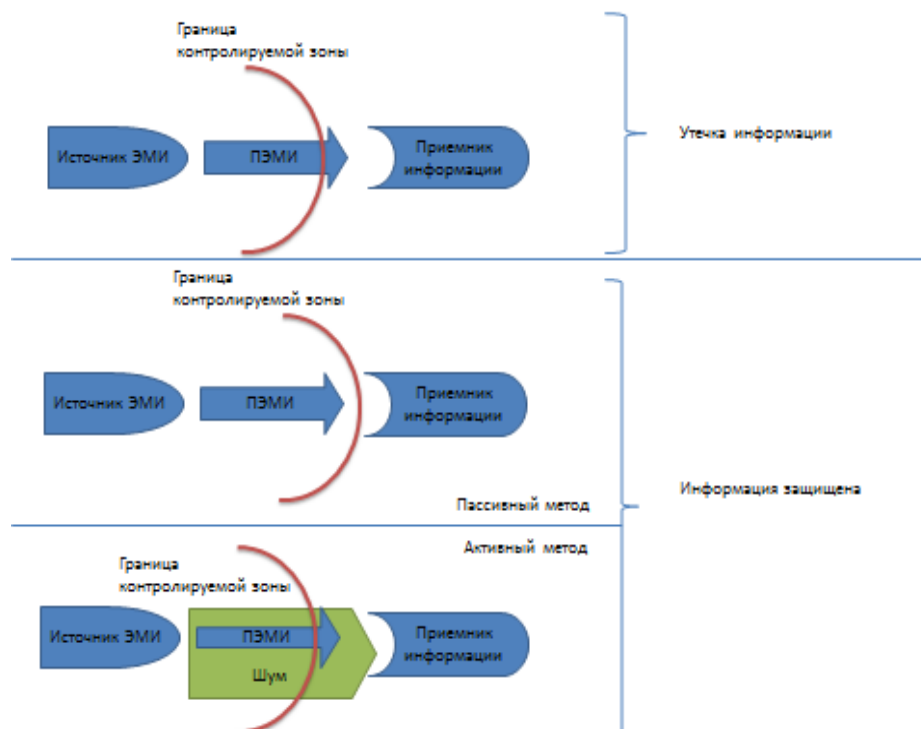 Граница
контролируемой зоны
Источник ЭМИ
ПЭМИ
Приемник
информации
Утечка информации
Граница
контролируемой зоны
Источник ЭМИ
ПЭМИ
Приемник
информации
Информация защищена
Пассивный метод
Активный метод
Граница
контролируемой зоны
Источник ЭМИ
ПЭМИ
Приемник
информации
Шум